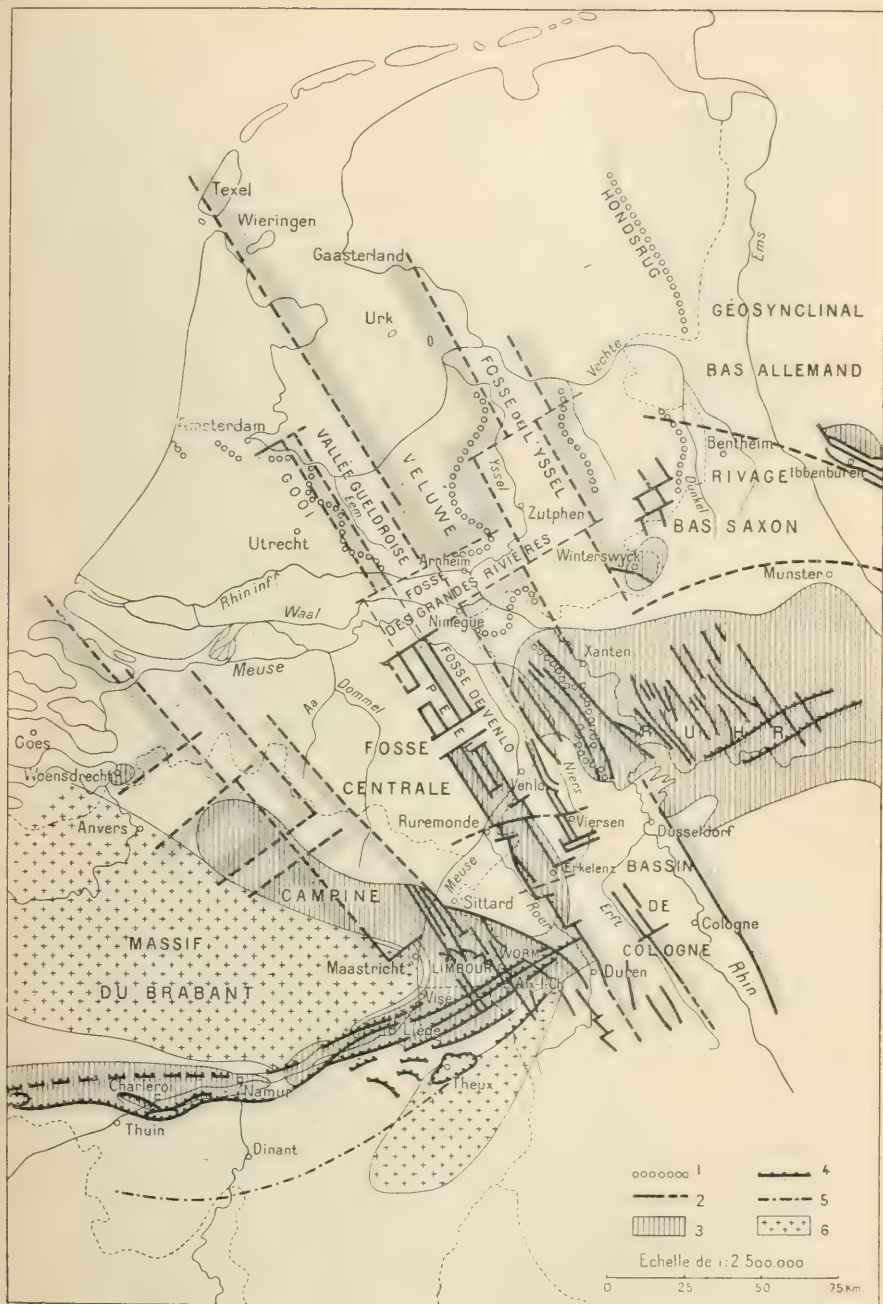 Texel
Wieringen
Gaasterland
Urk
HONDSRUG
Ems
GÉOSYNCLINAL
BAS ALLEMAND
Vechte
FOSSE DE L'YSSEL
Amsterdam
VALLÉE GUELDROISE
VELUWE
Yssel
GOOI
Eem
Bentheim
RIVAGE
Ibbenbüren
Dinkel
BAS SAXON
Zutphen
Utrecht
Arnheim
Winterswyck
Munster
FOSSE
DES GRANDES RIVIÈRES
Rhin inf.
Waal
Nimègue
Meuse
Xanten
Aa
Dommel
PEEL
FOSSE DE VENLO
RUHR
Goes
FOSSE
CENTRALE
Woensdrecht
Venlo
Niers
Anvers
Ruremonde
Viersen
Düsseldorf
Erkelenz
BASSIN
DE
COLOGNE
CAMPINE
Meuse
Sittard
Roer
Erft
Cologne
Rhin
MASSIF
DU BRABANT
Maastricht
LIMBOURG
WORM
Aix-l.Ch.
Duren
Visé
Liége
Theux
Charleroi
Namur
Thuin
Dinant
1
2
3
4
5
6
Echelle de 1:2 500.000
0 25 50 75 Km.